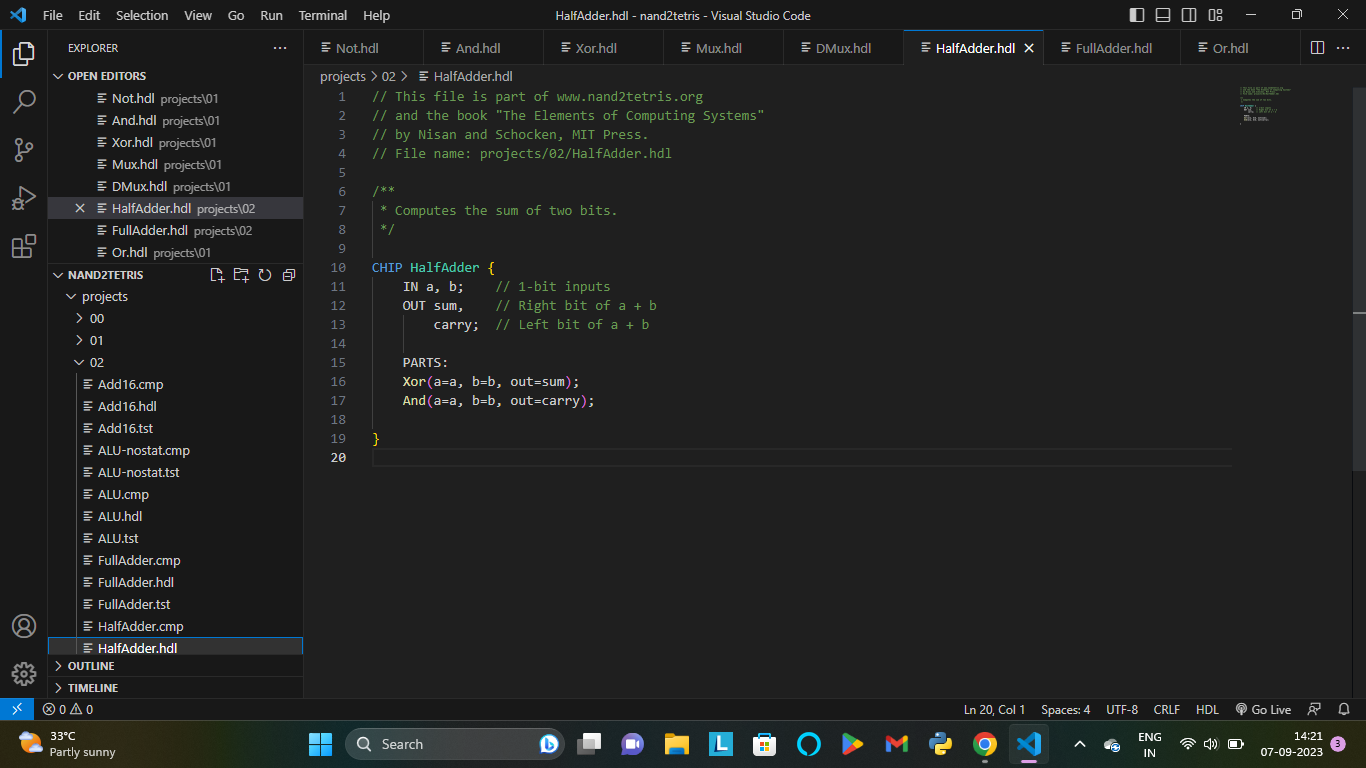 File Edit Selection View Go Run Terminal Help
HalfAdder.hdl - nand2tetris - Visual Studio Code
EXPLORER
Not.hdl And.hdl Xor.hdl Mux.hdl DMux.hdl HalfAdder.hdl FullAdder.hdl Or.hdl
OPEN EDITORS
Not.hdl projects\01
And.hdl projects\01
Xor.hdl projects\01
Mux.hdl projects\01
DMux.hdl projects\01
HalfAdder.hdl projects\02
FullAdder.hdl projects\02
Or.hdl projects\01
NAND2TETRIS
projects
00
01
02
Add16.cmp
Add16.hdl
Add16.tst
ALU-nostat.cmp
ALU-nostat.tst
ALU.cmp
ALU.hdl
ALU.tst
FullAdder.cmp
FullAdder.hdl
FullAdder.tst
HalfAdder.cmp
HalfAdder.hdl
OUTLINE
TIMELINE
projects > 02 > HalfAdder.hdl
1 // This file is part of www.nand2tetris.org
2 // and the book "The Elements of Computing Systems"
3 // by Nisan and Schocken, MIT Press.
4 // File name: projects/02/HalfAdder.hdl
5
6 /**
7  * Computes the sum of two bits.
8  */
9
10 CHIP HalfAdder {
11     IN a, b;    // 1-bit inputs
12     OUT sum,    // Right bit of a + b
13         carry;  // Left bit of a + b
14
15     PARTS:
16     Xor(a=a, b=b, out=sum);
17     And(a=a, b=b, out=carry);
18
19 }
20
0 0
Ln 20, Col 1 Spaces: 4 UTF-8 CRLF HDL Go Live
33°C
Partly sunny
Search
L
ENG
IN
14:21
07-09-2023
3